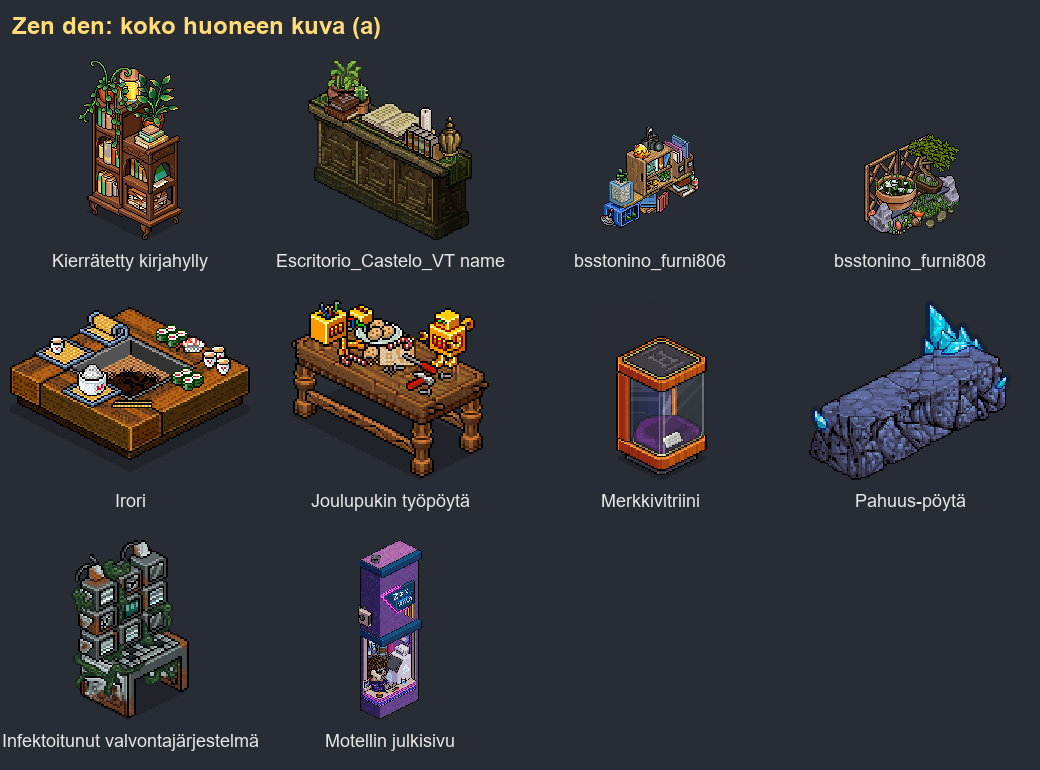 Zen den: koko huoneen kuva (a)
Kierrätetty kirjahylly
Escritorio_Castelo_VT name
bsstonino_furni806
bsstonino_furni808
Irori
Joulupukin työpöytä
Merkkivitriini
Pahuus-pöytä
Infektoitunut valvontajärjestelmä
Motellin julkisivu